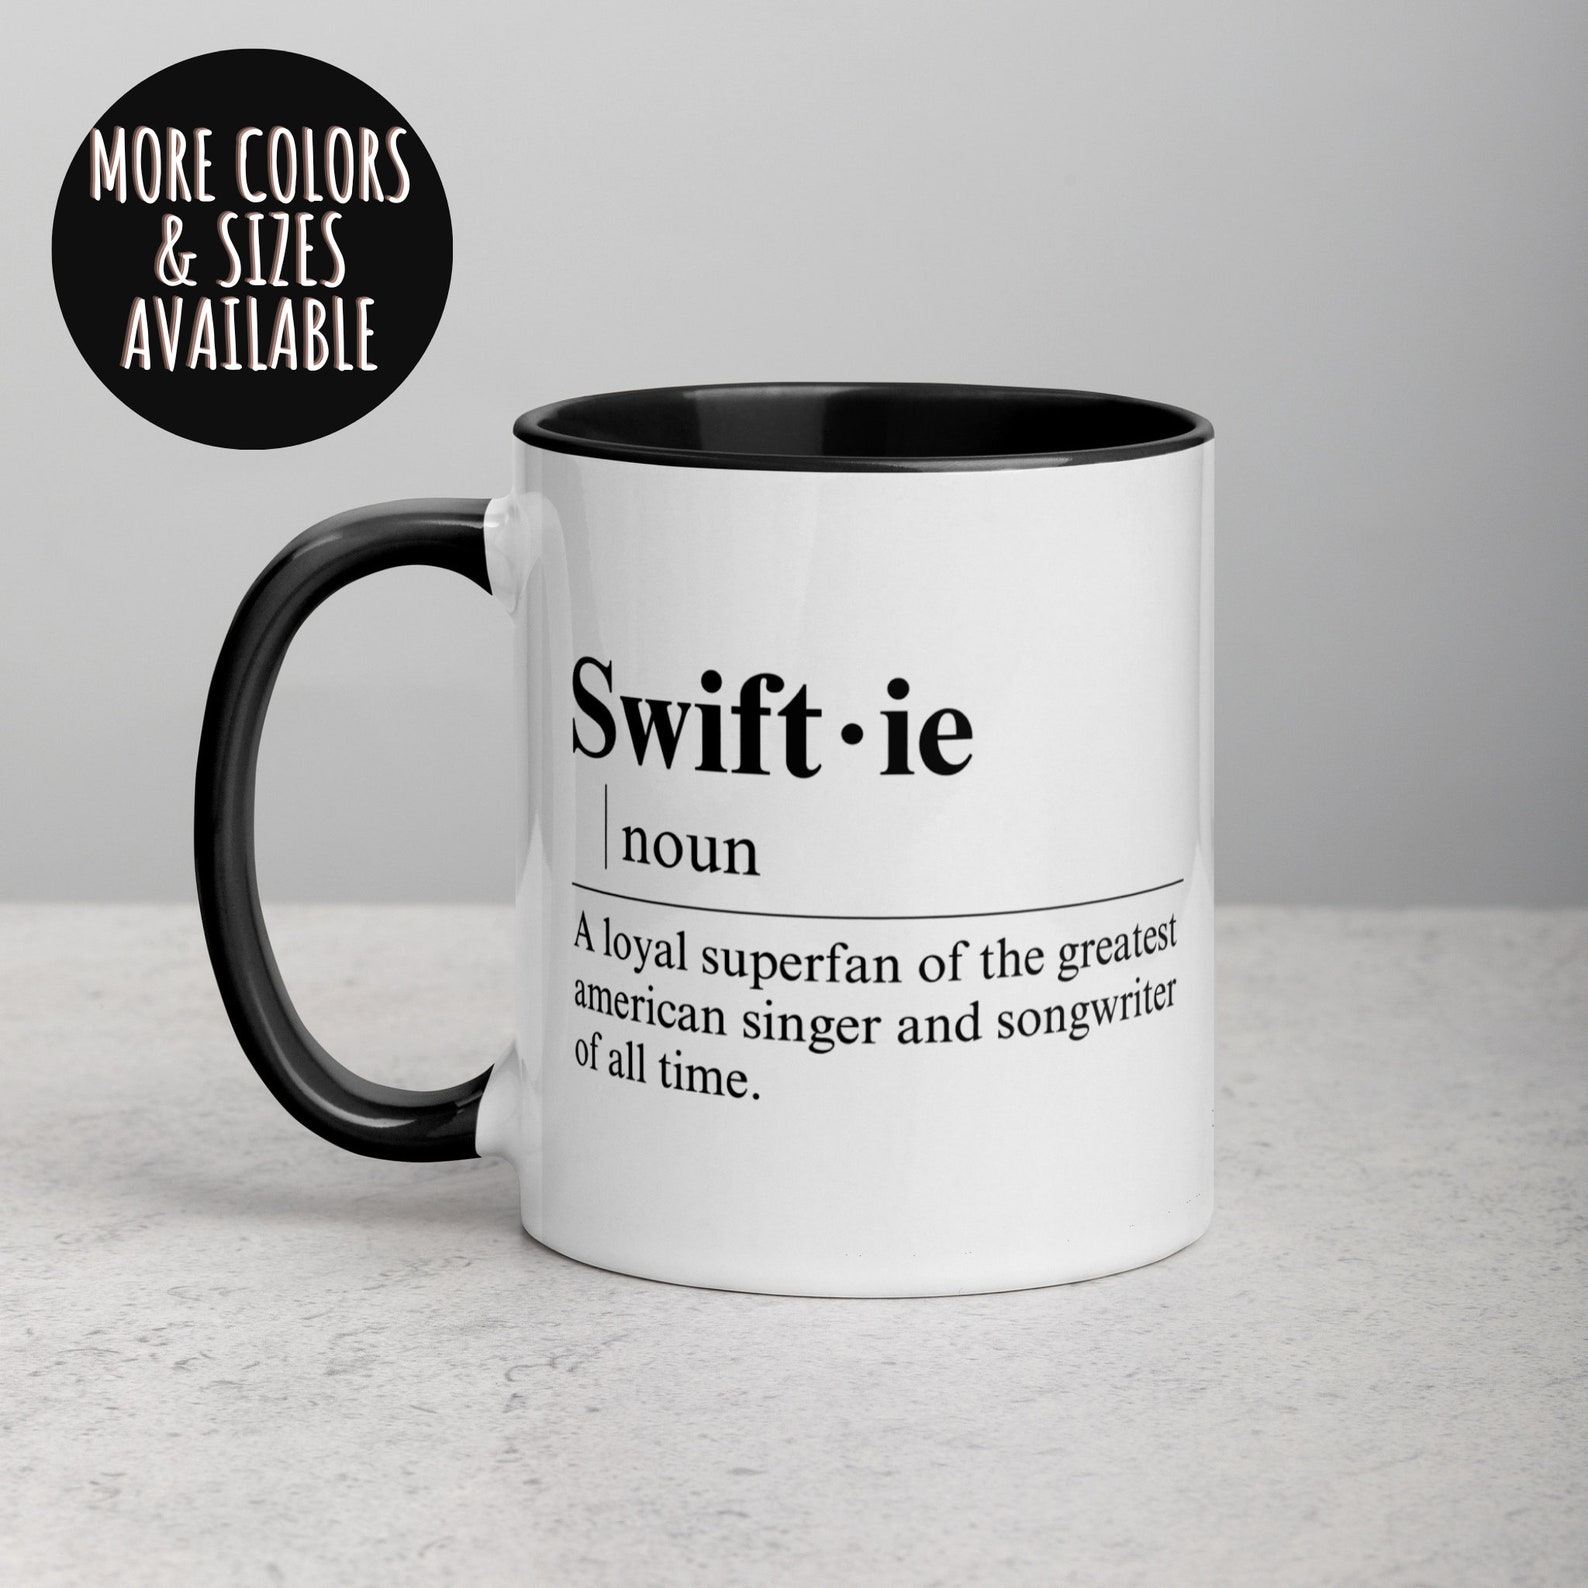 MORE COLORS
& SIZES
AVAILABLE
Swift·ie
noun
A loyal superfan of the greatest
american singer and songwriter
of all time.